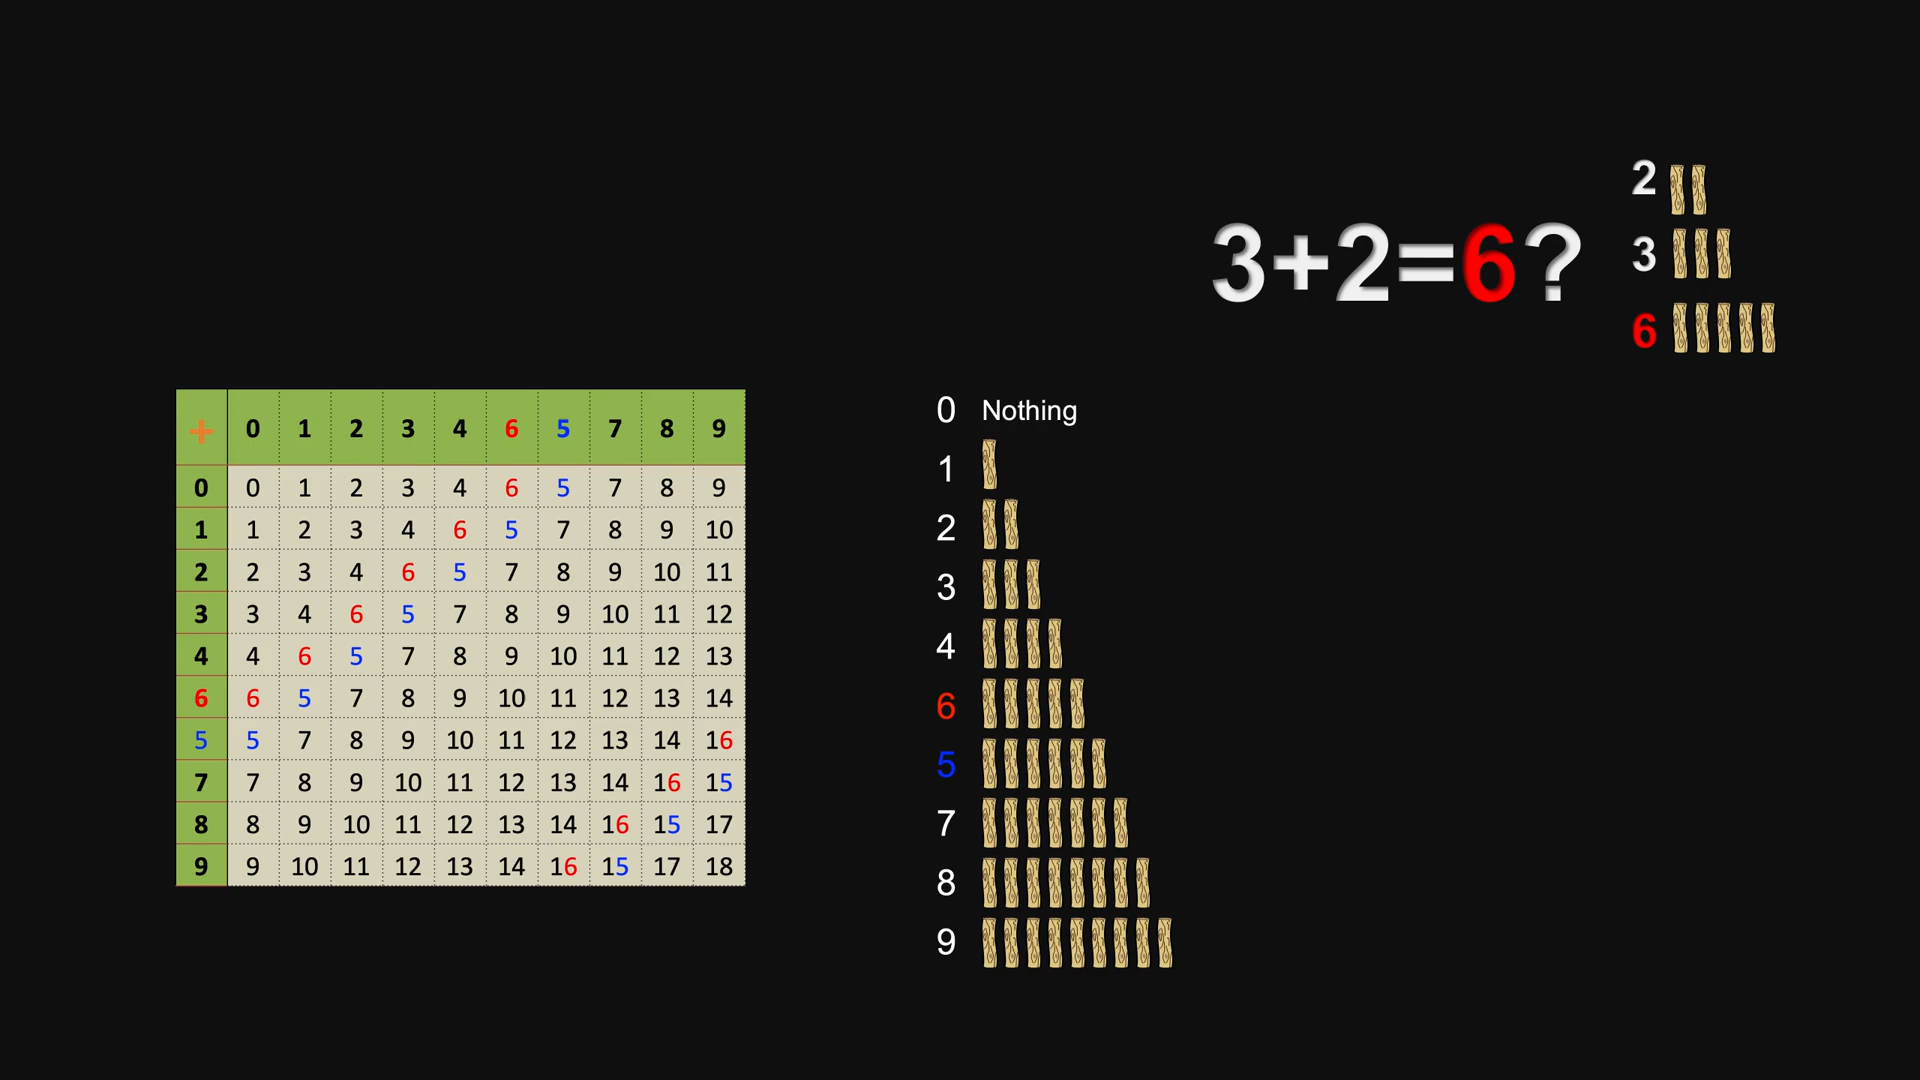 2
3+2=6?
3
6
+ 0 1 2 3 4 6 5 7 8 9
0 0 1 2 3 4 6 5 7 8 9
1 1 2 3 4 6 5 7 8 9 10
2 2 3 4 6 5 7 8 9 10 11
3 3 4 6 5 7 8 9 10 11 12
4 4 6 5 7 8 9 10 11 12 13
6 6 5 7 8 9 10 11 12 13 14
5 5 7 8 9 10 11 12 13 14 16
7 7 8 9 10 11 12 13 14 16 15
8 8 9 10 11 12 13 14 16 15 17
9 9 10 11 12 13 14 16 15 17 18
0 Nothing
1
2
3
4
6
5
7
8
9